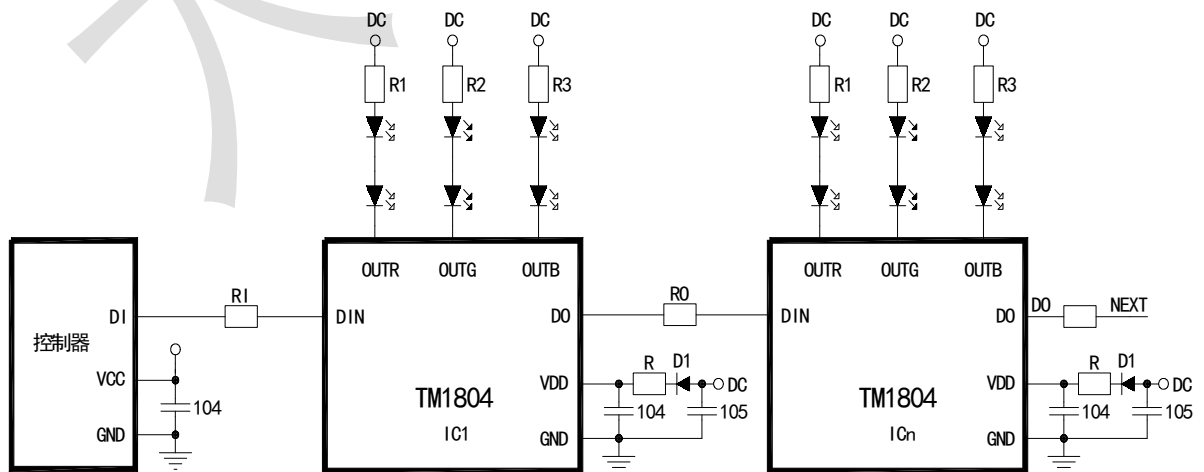 DC DC DC DC DC DC
R1 R2 R3 R1 R2 R3
OUTR OUTG OUTB OUTR OUTG OUTB
DI RI DIN DO RO DIN DO DO NEXT
控制器
VCC VDD R D1 DC VDD R D1 DC
104 TM1804 104 105 TM1804 104 105
GND IC1 GND ICn GND